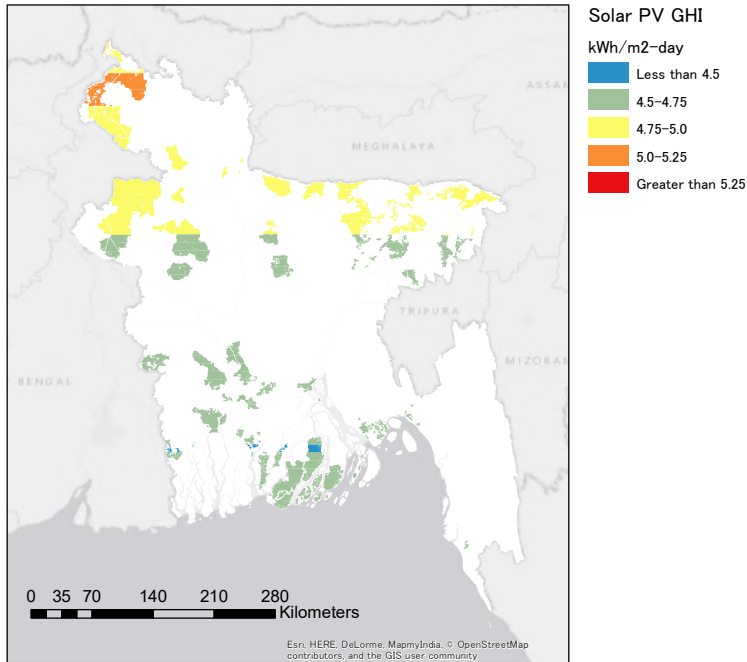 Solar PV GHI
kWh/m2-day
Less than 4.5
4.5-4.75
4.75-5.0
5.0-5.25
Greater than 5.25
ASSAM
MEGHALAYA
TRIPURA
MIZORAM
BENGAL
0 35 70 140 210 280
Kilometers
Esri, HERE, DeLorme, MapmyIndia, © OpenStreetMap
contributors, and the GIS user community